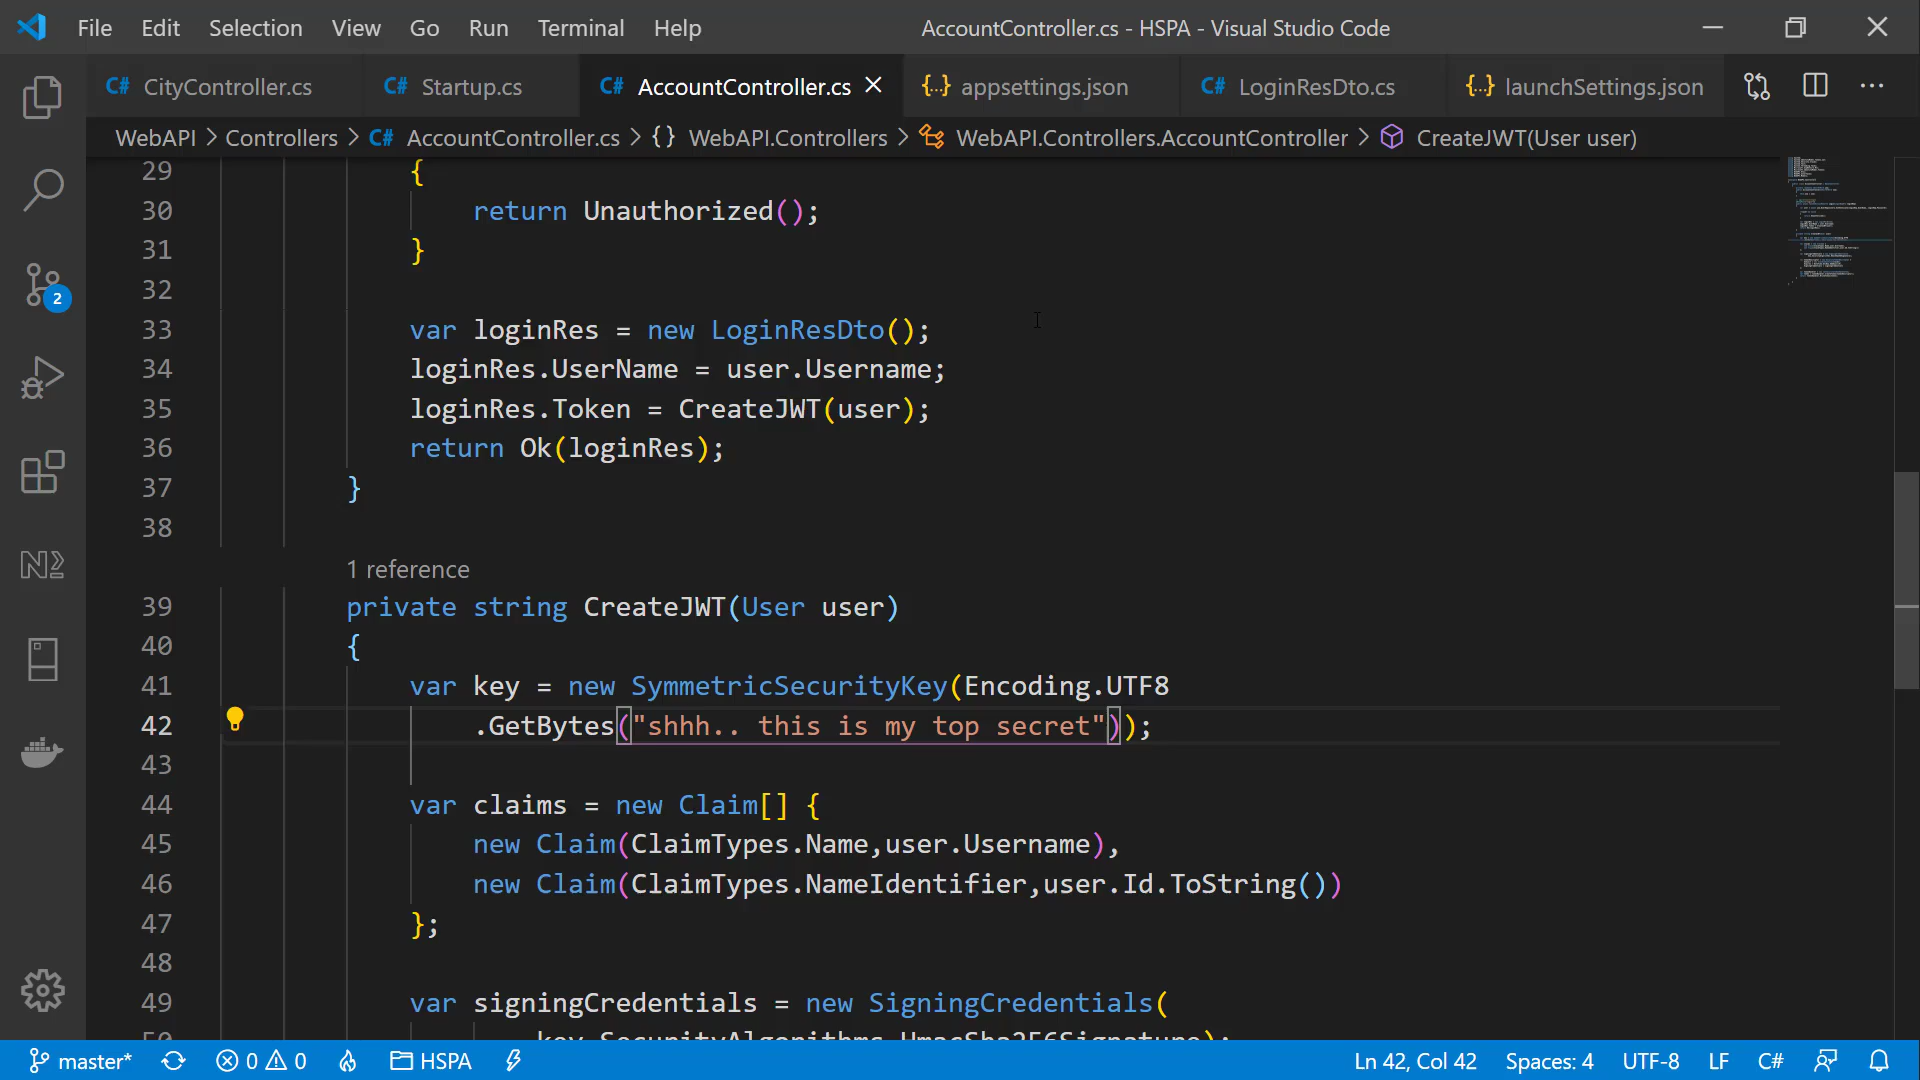 File Edit Selection View Go Run Terminal Help AccountController.cs - HSPA - Visual Studio Code
C# CityController.cs C# Startup.cs C# AccountController.cs {..} appsettings.json C# LoginResDto.cs {..} launchSettings.json
WebAPI > Controllers > C# AccountController.cs > {} WebAPI.Controllers > WebAPI.Controllers.AccountController > CreateJWT(User user)
29 {
30 return Unauthorized();
31 }
32
33 var loginRes = new LoginResDto();
34 loginRes.UserName = user.Username;
35 loginRes.Token = CreateJWT(user);
36 return Ok(loginRes);
37 }
38
1 reference
39 private string CreateJWT(User user)
40 {
41 var key = new SymmetricSecurityKey(Encoding.UTF8
42 .GetBytes("shhh.. this is my top secret"));
43
44 var claims = new Claim[] {
45 new Claim(ClaimTypes.Name,user.Username),
46 new Claim(ClaimTypes.NameIdentifier,user.Id.ToString())
47 };
48
49 var signingCredentials = new SigningCredentials(
50 key,SecurityAlgorithms.HmacSha256Signature);
2
master* 0 0 HSPA Ln 42, Col 42 Spaces: 4 UTF-8 LF C#